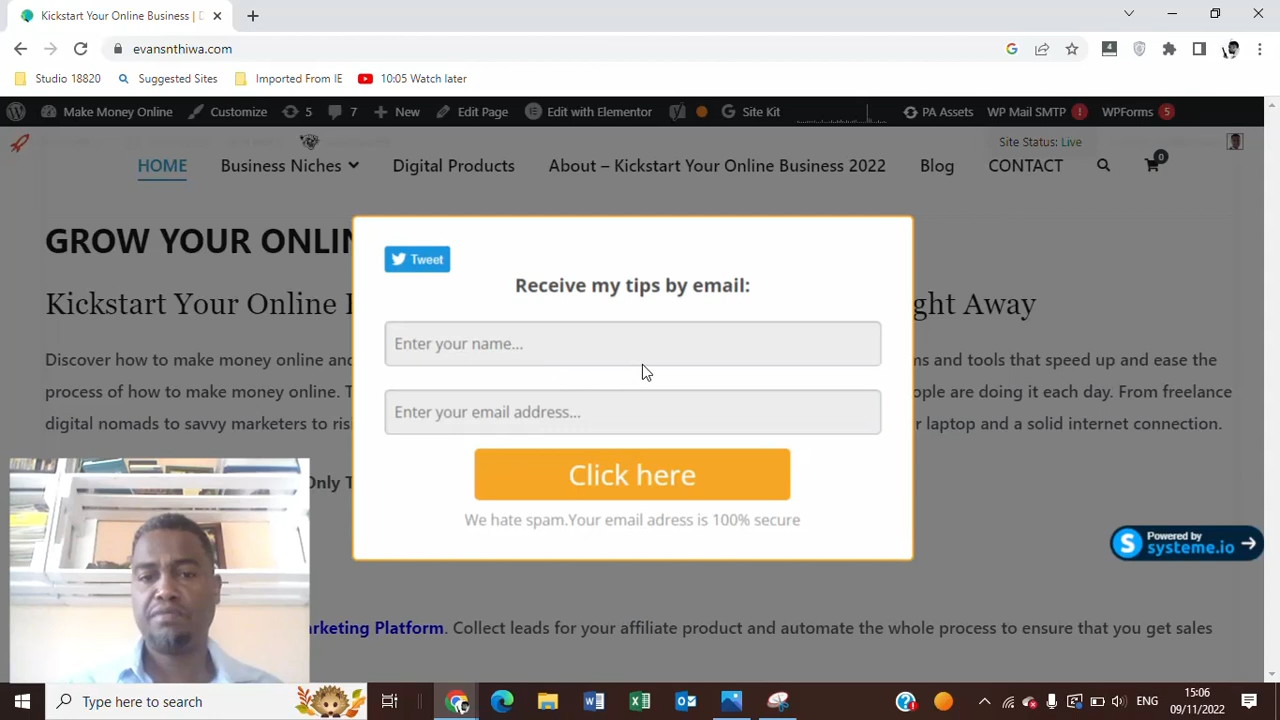 Kickstart Your Online Business |
evansnthiwa.com
4
Studio 18820
Suggested Sites
Imported From IE
10:05 Watch later
Make Money Online
Customize
5
7
New
Edit Page
Edit with Elementor
Site Kit
PA Assets
WP Mail SMTP !
WPForms 5
Site Status: Live
HOME
Business Niches
Digital Products
About – Kickstart Your Online Business 2022
Blog
CONTACT
0
GROW YOUR ONLIN
Kickstart Your Online
ght Away
Tweet
Receive my tips by email:
Enter your name...
Enter your email address...
Click here
We hate spam.Your email adress is 100% secure
Discover how to make money online and
ns and tools that speed up and ease the
process of how to make money online. T
ople are doing it each day. From freelance
digital nomads to savvy marketers to ris
r laptop and a solid internet connection.
Only T
Powered by
systeme.io
rketing Platform. Collect leads for your affiliate product and automate the whole process to ensure that you get sales
Type here to search
ENG
15:06
09/11/2022